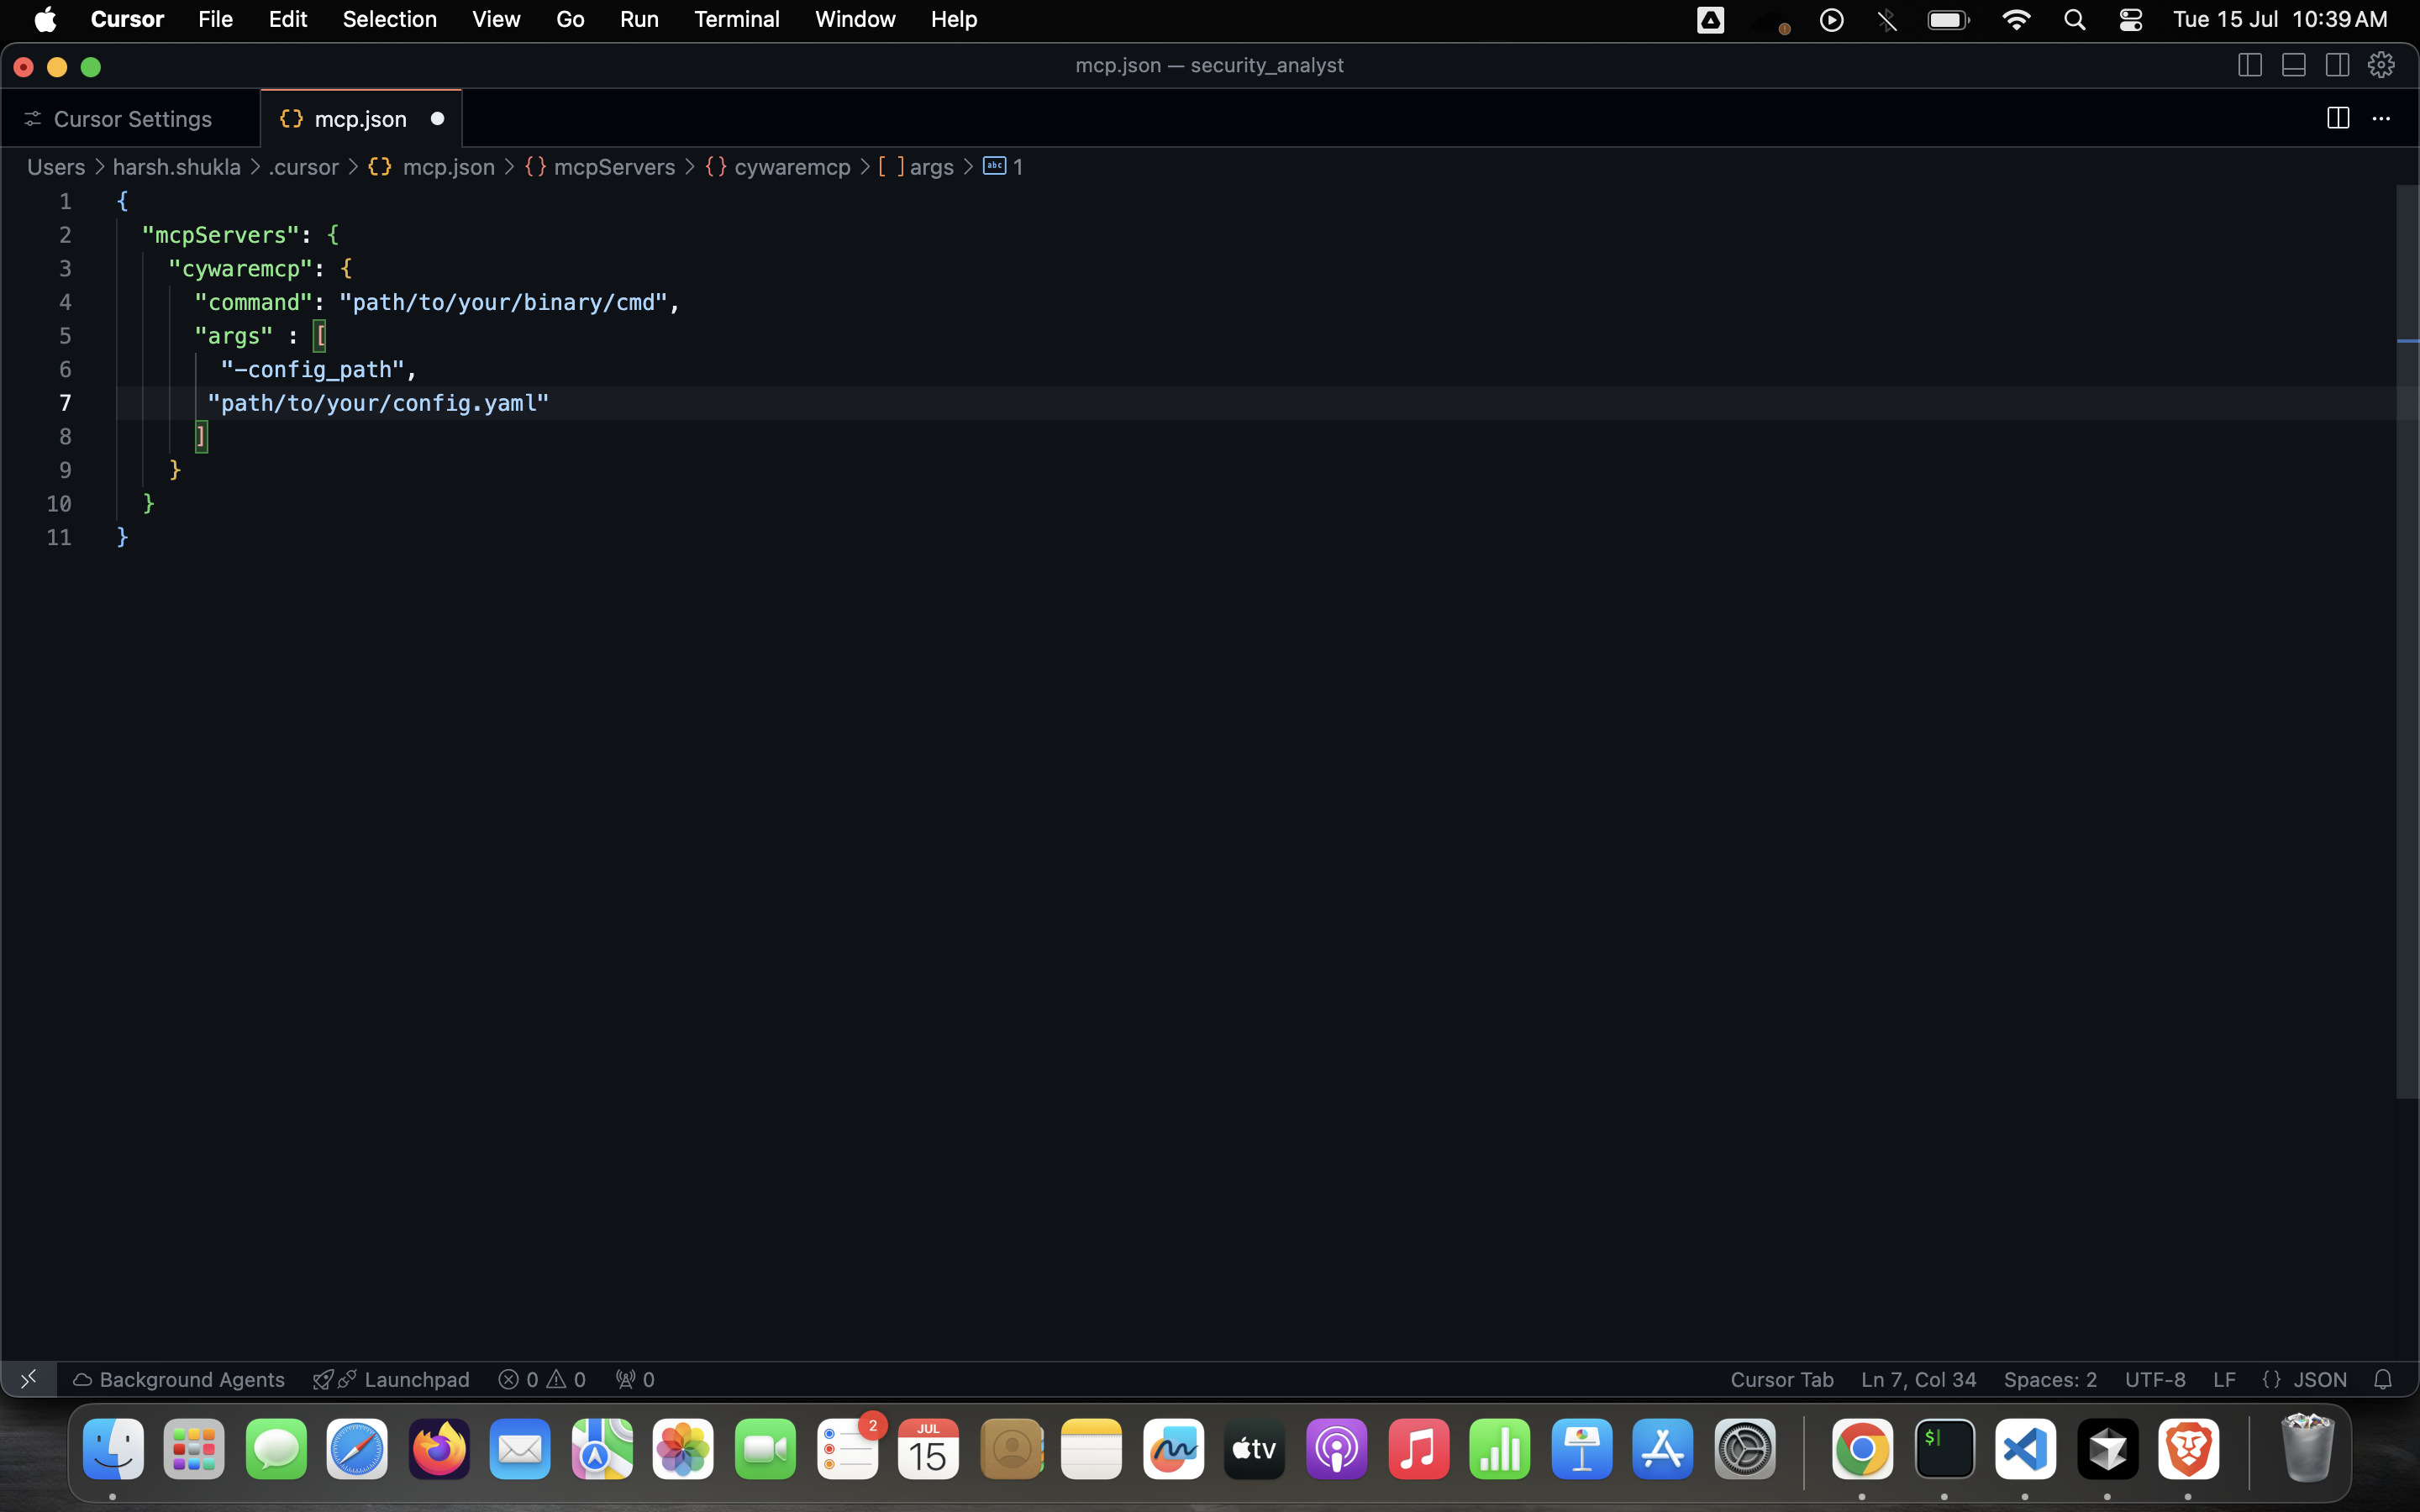 Cursor File Edit Selection View Go Run Terminal Window Help Tue 15 Jul 10:39 AM
mcp.json — security_analyst
Cursor Settings mcp.json
Users > harsh.shukla > .cursor > {} mcp.json > {} mcpServers > {} cywaremcp > [ ] args > abc 1
1 {
2 "mcpServers": {
3 "cywaremcp": {
4 "command": "path/to/your/binary/cmd",
5 "args" : [
6 "-config_path",
7 "path/to/your/config.yaml"
8 ]
9 }
10 }
11 }
Background Agents Launchpad 0 0 0 Cursor Tab Ln 7, Col 34 Spaces: 2 UTF-8 LF {} JSON
2 JUL 15 tv $